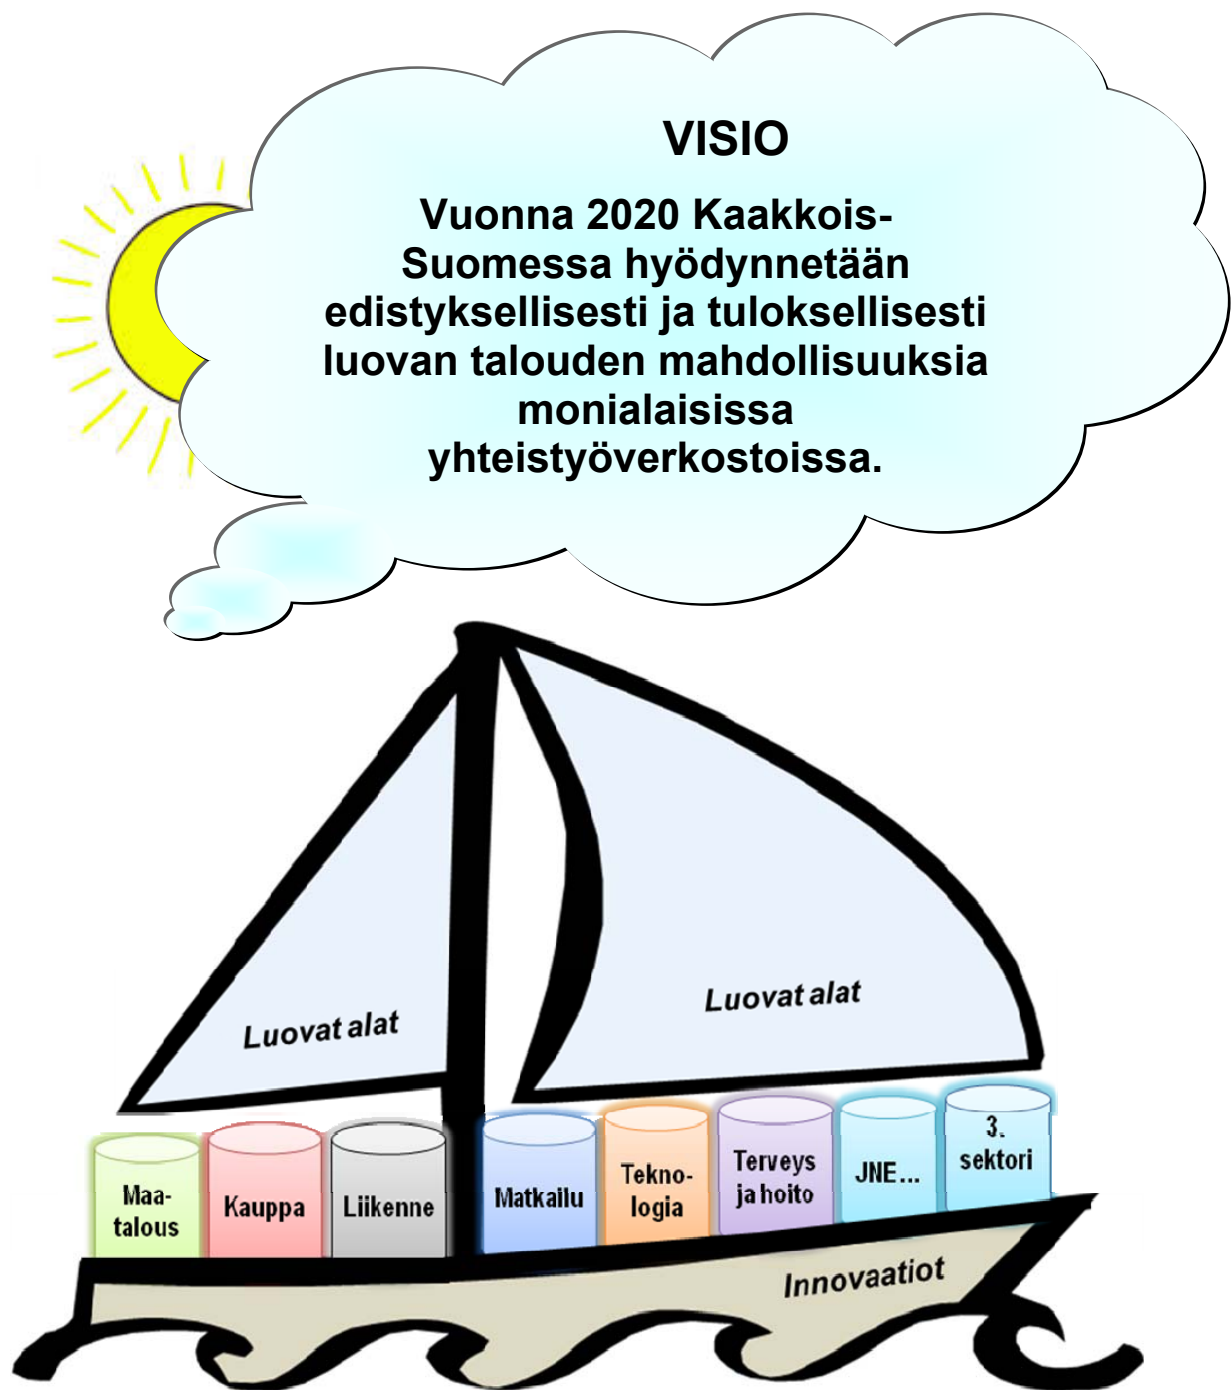 VISIO
Vuonna 2020 Kaakkois-
Suomessa hyödynnetään
edistyksellisesti ja tuloksellisesti
luovan talouden mahdollisuuksia
monialaisissa
yhteistyöverkostoissa.
Luovat alat
Luovat alat
Maa-
talous
Kauppa
Liikenne
Matkailu
Tekno-
logia
Terveys
ja hoito
JNE...
3.
sektori
Innovaatiot